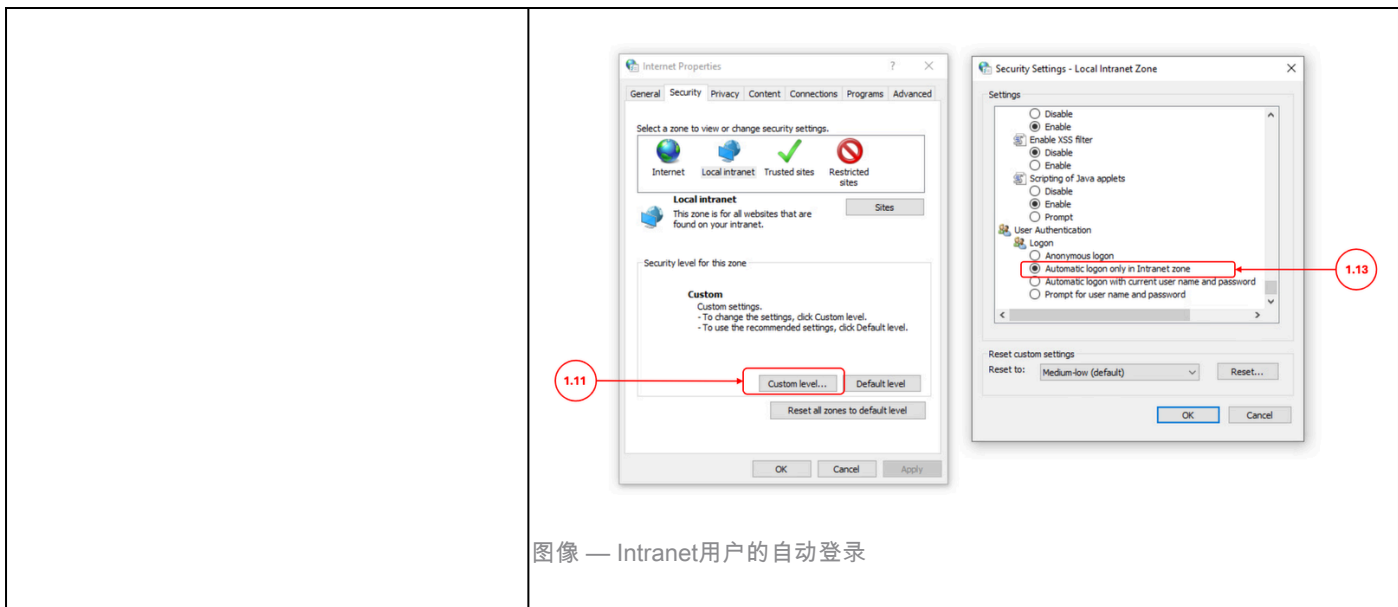 Internet Properties
General Security Privacy Content Connections Programs Advanced
Select a zone to view or change security settings.
Internet Local intranet Trusted sites Restricted sites
Local intranet
Sites
This zone is for all websites that are
found on your intranet.
Security level for this zone
Custom
Custom settings.
- To change the settings, click Custom level.
- To use the recommended settings, click Default level.
1.11
Custom level... Default level
Reset all zones to default level
OK Cancel Apply
Security Settings - Local Intranet Zone
Settings
Disable
Enable
Enable XSS filter
Disable
Enable
Scripting of Java applets
Disable
Enable
Prompt
User Authentication
Logon
Anonymous logon
Automatic logon only in Intranet zone
1.13
Automatic logon with current user name and password
Prompt for user name and password
Reset custom settings
Reset to: Medium-low (default) Reset...
OK Cancel
图像 — Intranet用户的自动登录